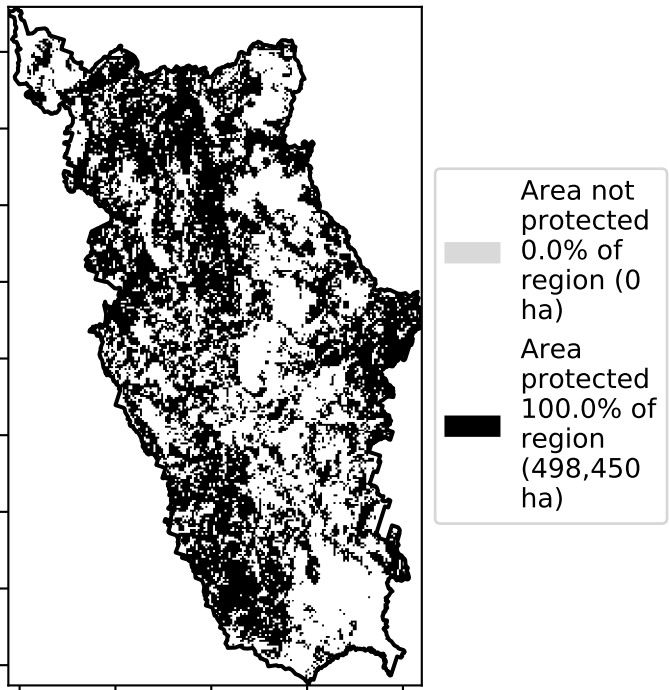 Area not
protected
0.0% of
region (0
ha)
Area
protected
100.0% of
region
(498,450
ha)